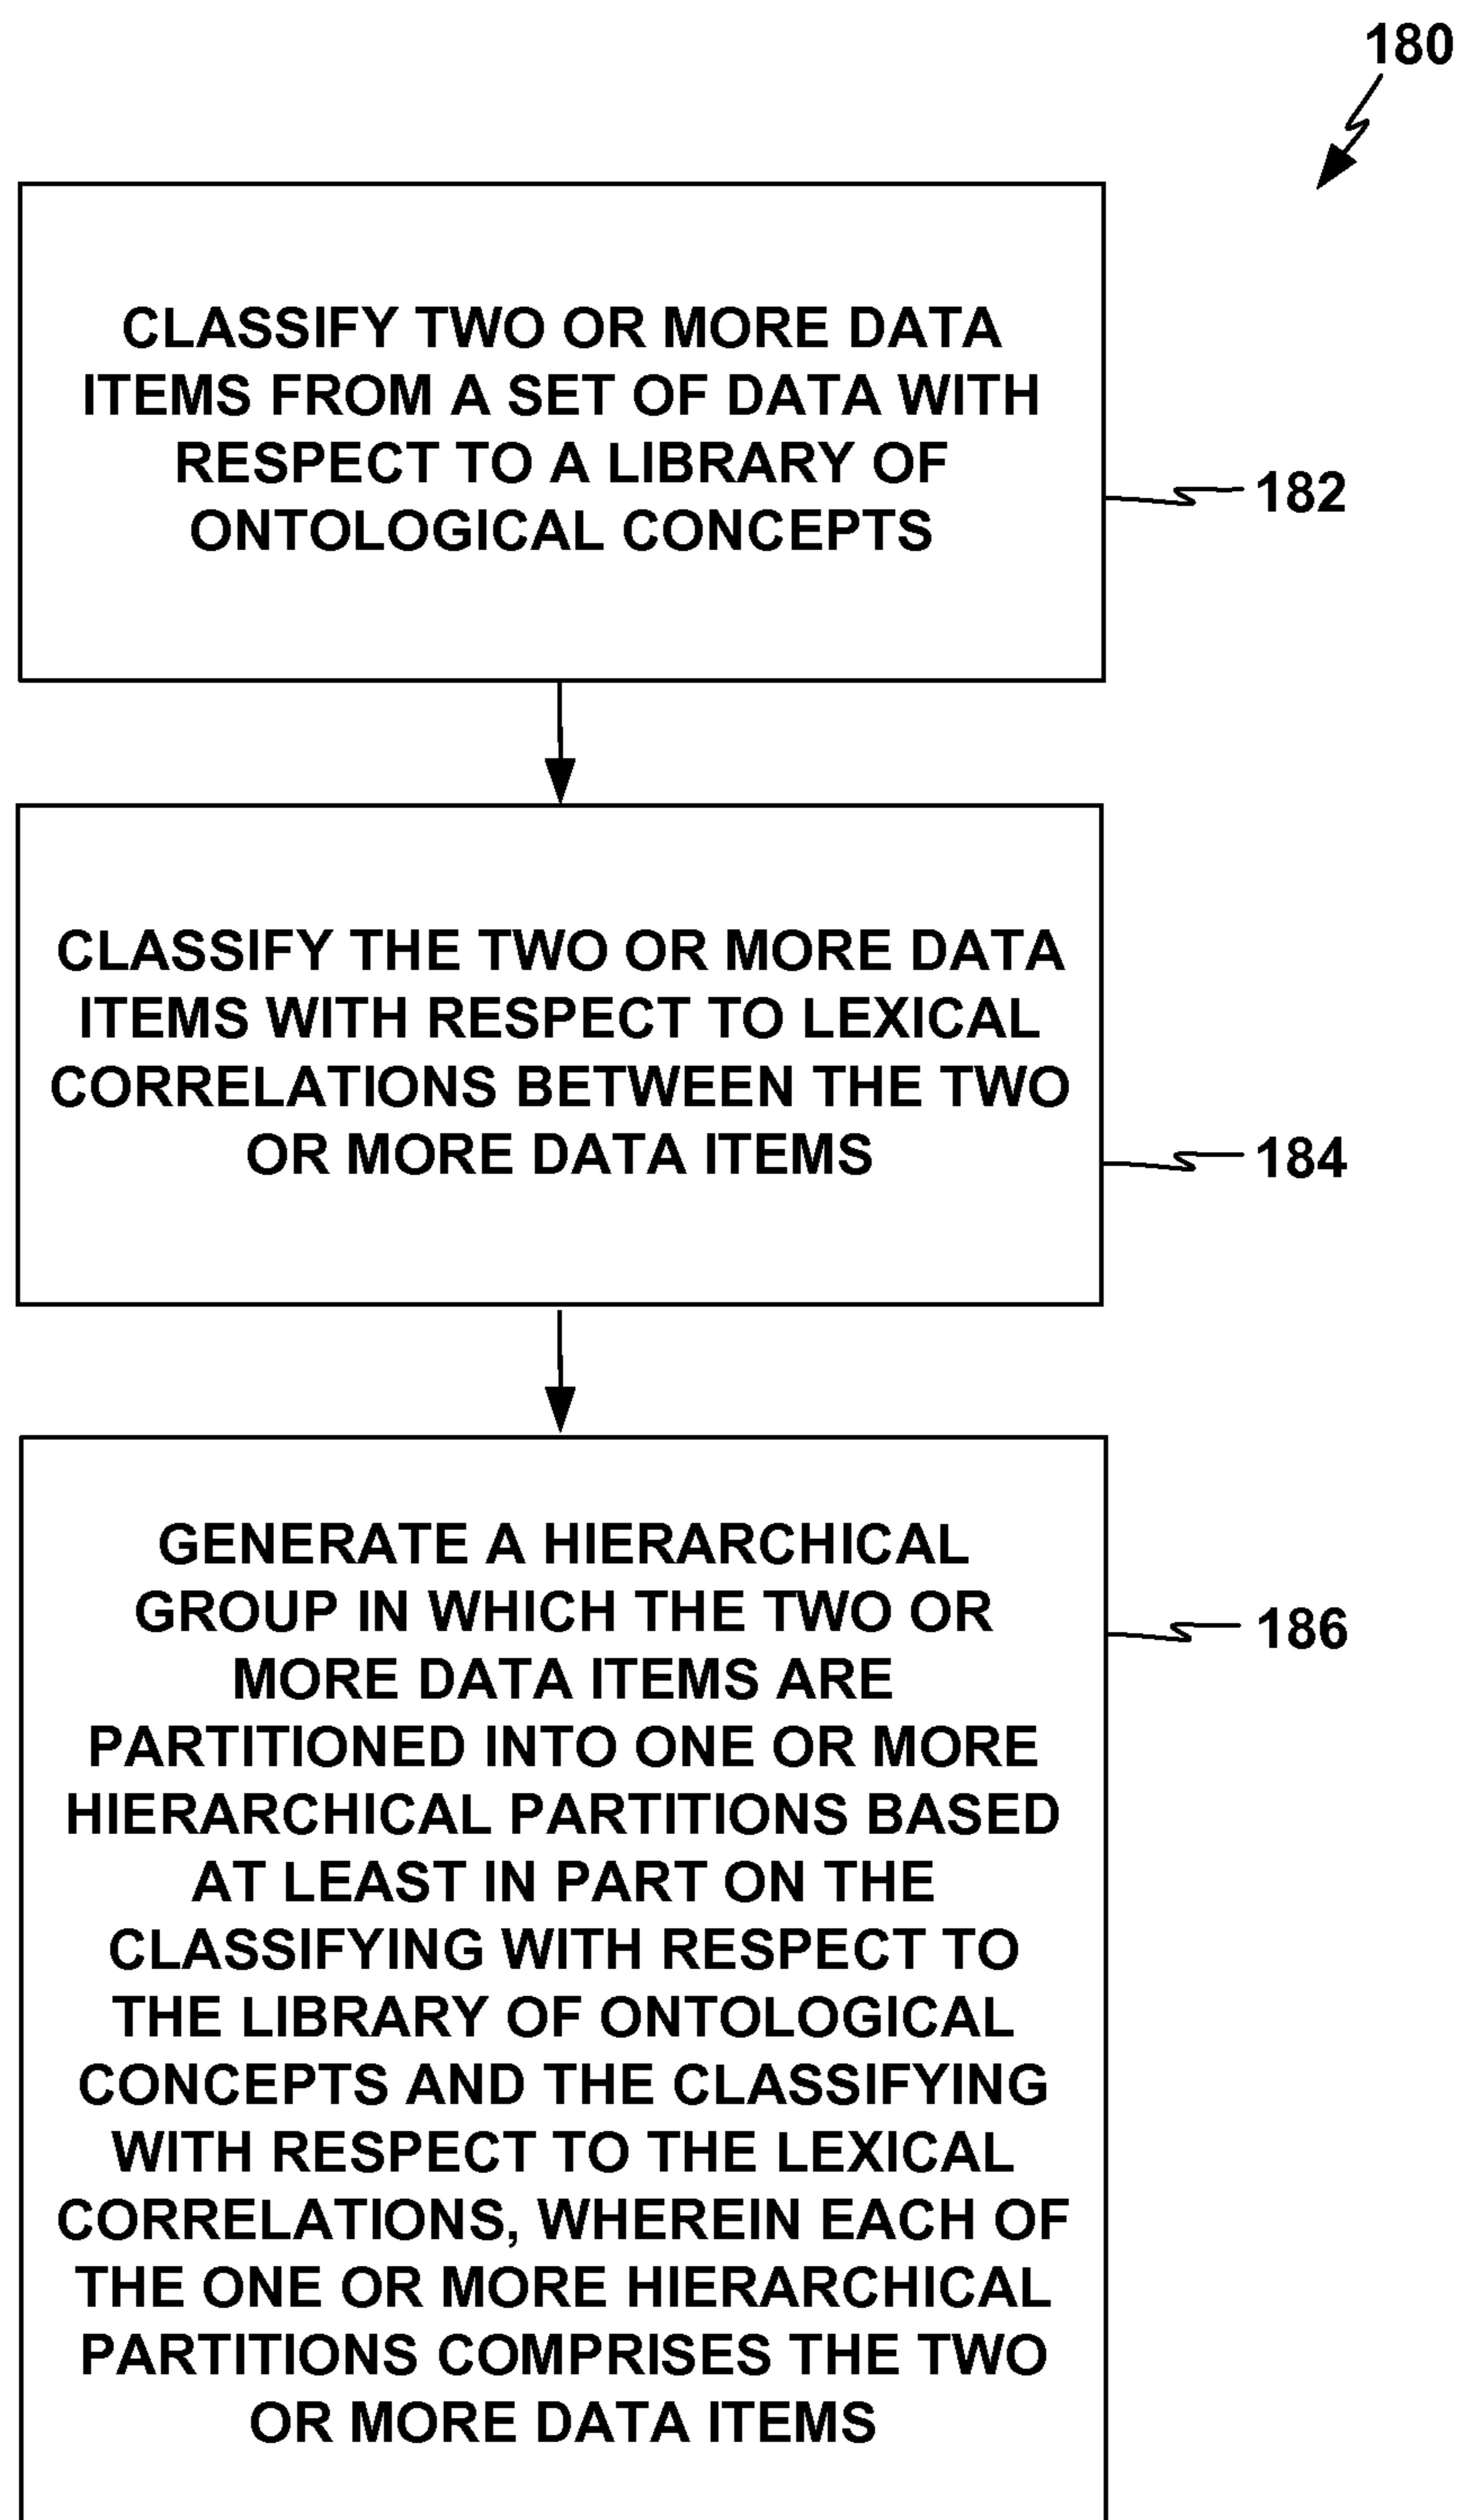 180
CLASSIFY TWO OR MORE DATA
ITEMS FROM A SET OF DATA WITH
RESPECT TO A LIBRARY OF
ONTOLOGICAL CONCEPTS
182
CLASSIFY THE TWO OR MORE DATA
ITEMS WITH RESPECT TO LEXICAL
CORRELATIONS BETWEEN THE TWO
OR MORE DATA ITEMS
184
GENERATE A HIERARCHICAL
GROUP IN WHICH THE TWO OR
MORE DATA ITEMS ARE
PARTITIONED INTO ONE OR MORE
HIERARCHICAL PARTITIONS BASED
AT LEAST IN PART ON THE
CLASSIFYING WITH RESPECT TO
THE LIBRARY OF ONTOLOGICAL
CONCEPTS AND THE CLASSIFYING
WITH RESPECT TO THE LEXICAL
CORRELATIONS, WHEREIN EACH OF
THE ONE OR MORE HIERARCHICAL
PARTITIONS COMPRISES THE TWO
OR MORE DATA ITEMS
186